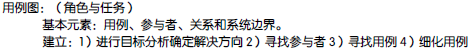 用例图：（角色与任务）
基本元素：用例、参与者、关系和系统边界。
建立：1）进行目标分析确定解决方向 2）寻找参与者 3）寻找用例 4）细化用例